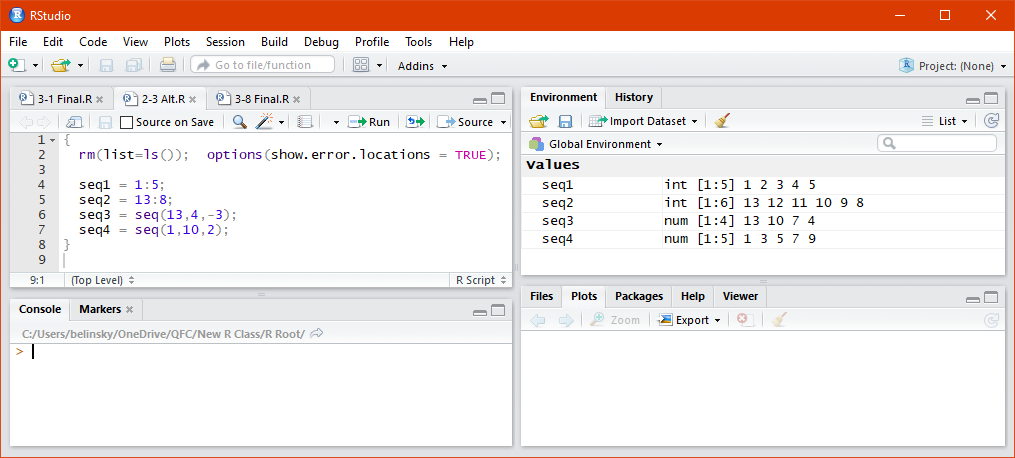 RStudio
File Edit Code View Plots Session Build Debug Profile Tools Help
Go to file/function Addins Project: (None)
3-1 Final.R 2-3 Alt.R 3-8 Final.R
Source on Save Run Source
1 {
2 rm(list=ls()); options(show.error.locations = TRUE);
3
4 seq1 = 1:5;
5 seq2 = 13:8;
6 seq3 = seq(13,4,-3);
7 seq4 = seq(1,10,2);
8 }
9
9:1 (Top Level) R Script
Console Markers
C:/Users/belinsky/OneDrive/QFC/New R Class/R Root/
>
Environment History
Import Dataset List
Global Environment
Values
seq1 int [1:5] 1 2 3 4 5
seq2 int [1:6] 13 12 11 10 9 8
seq3 num [1:4] 13 10 7 4
seq4 num [1:5] 1 3 5 7 9
Files Plots Packages Help Viewer
Zoom Export